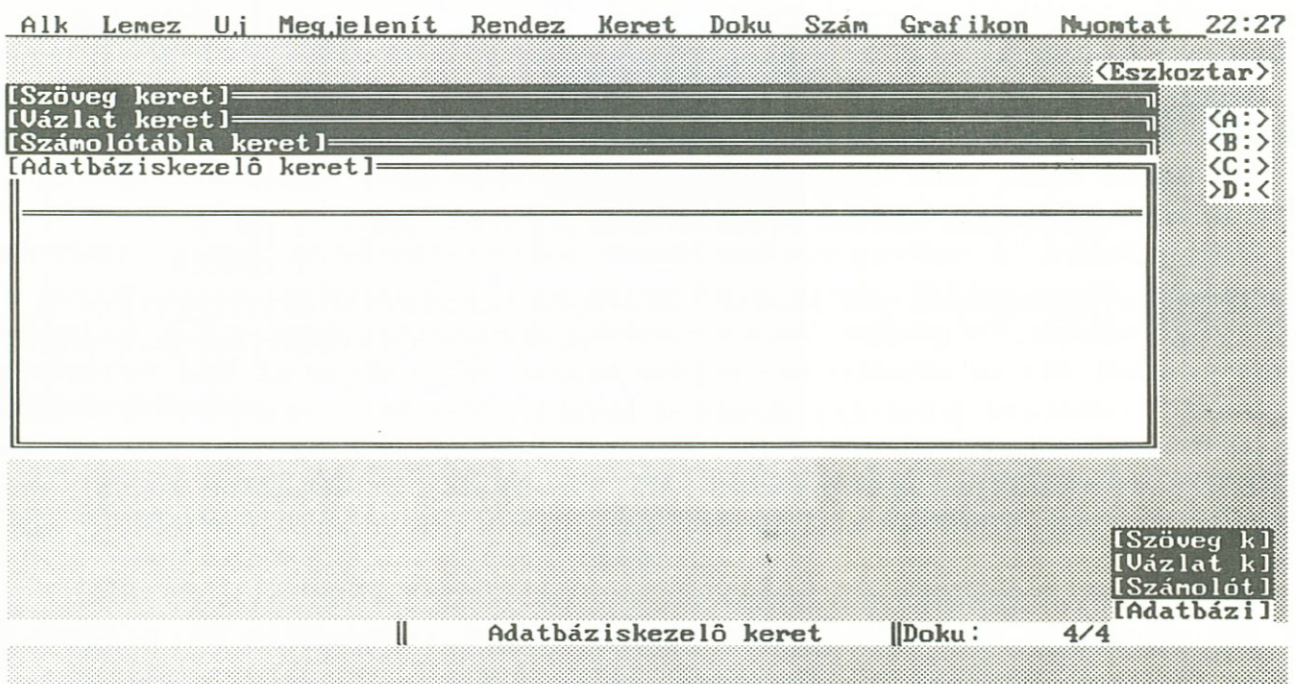 Alk Lemez Uj Megjelenít Rendez Keret Doku Szám Grafikon Nyomtat 22:27
<Eszkoztar>
[Szöveg keret]
[Vázlat keret]
[Számolótábla keret]
[Adatbáziskezelô keret]
<A:>
<B:>
<C:>
>D:<
[Szöveg k]
[Vázlat k]
[Számolót]
[Adatbázi]
Adatbáziskezelô keret Doku: 4/4